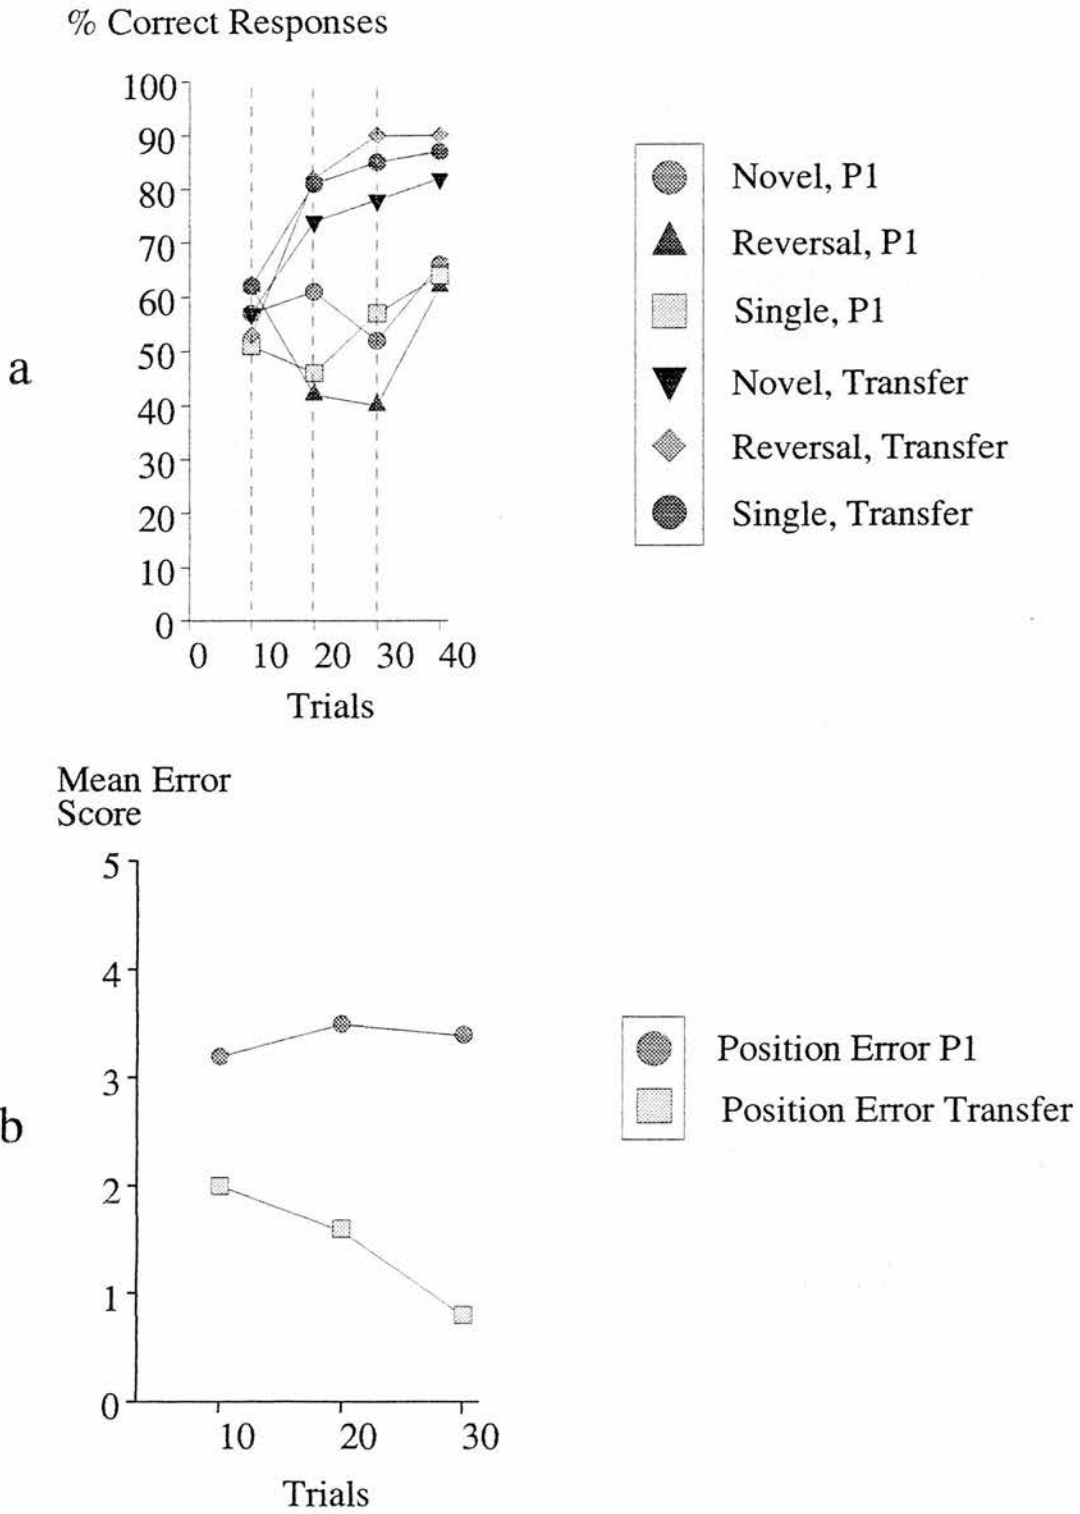 % Correct Responses
100
90
80
70
60
50
40
30
20
10
0
0 10 20 30 40
Trials
a
Novel, P1
Reversal, P1
Single, P1
Novel, Transfer
Reversal, Transfer
Single, Transfer
Mean Error
Score
5
4
3
2
1
0
10 20 30
Trials
b
Position Error P1
Position Error Transfer